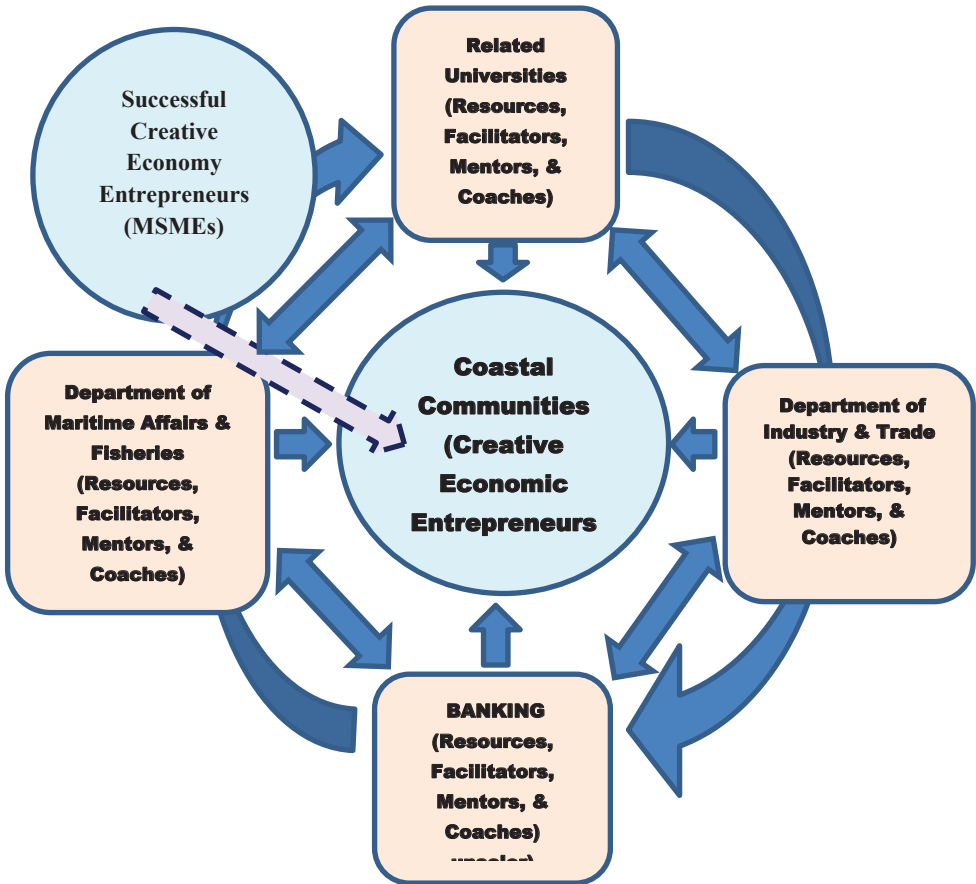 Successful
Creative
Economy
Entrepreneurs
(MSMEs)
Related
Universities
(Resources,
Facilitators,
Mentors, &
Coaches)
Coastal
Communities
(Creative
Economic
Entrepreneurs
Department of
Maritime Affairs &
Fisheries
(Resources,
Facilitators,
Mentors, &
Coaches)
Department of
Industry & Trade
(Resources,
Facilitators,
Mentors, &
Coaches)
BANKING
(Resources,
Facilitators,
Mentors, &
Coaches)